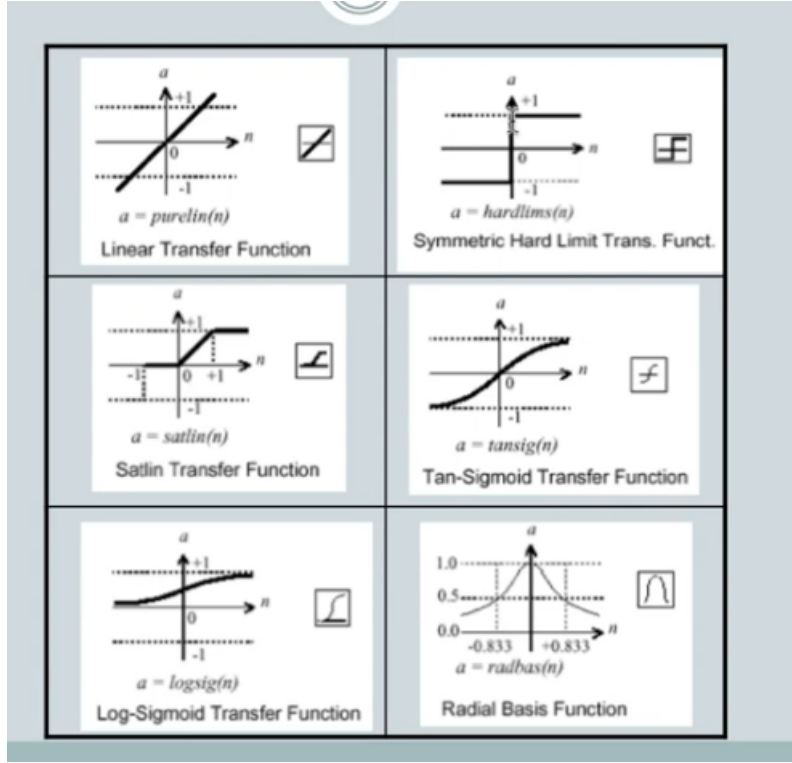 a
+1
n
0
-1
a = purelin(n)
Linear Transfer Function
a
+1
n
0
-1
a = hardlims(n)
Symmetric Hard Limit Trans. Funct.
a
+1
n
-1
0
+1
-1
a = satlin(n)
Satlin Transfer Function
a
+1
n
0
-1
a = tansig(n)
Tan-Sigmoid Transfer Function
a
+1
n
0
-1
a = logsig(n)
Log-Sigmoid Transfer Function
a
1.0
0.5
0.0
n
-0.833
+0.833
a = radbas(n)
Radial Basis Function